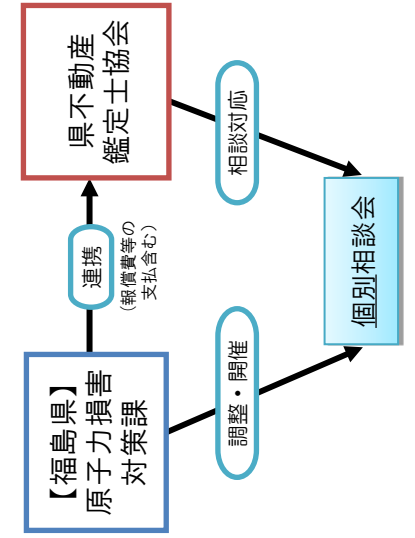 【福島県】
原子力損害
対策課
連携
(報償費等の
支払含む)
県不動産
鑑定士協会
調整・開催
相談対応
個別相談会